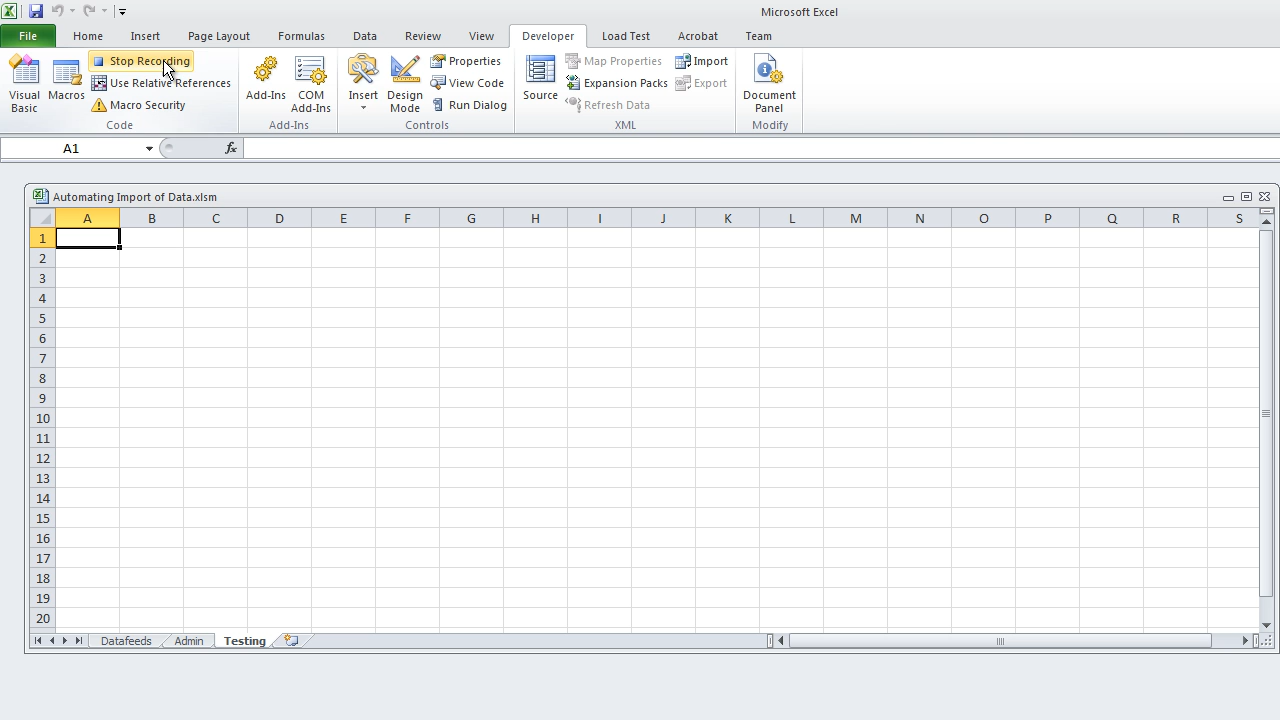 Microsoft Excel
File Home Insert Page Layout Formulas Data Review View Developer Load Test Acrobat Team
Visual Basic
Macros
Stop Recording
Use Relative References
Macro Security
Code
Add-Ins
COM Add-Ins
Add-Ins
Insert
Design Mode
Properties
View Code
Run Dialog
Controls
Source
Map Properties
Expansion Packs
Refresh Data
Import
Export
XML
Document Panel
Modify
A1 fx
Automating Import of Data.xlsm
A B C D E F G H I J K L M N O P Q R S
1
2
3
4
5
6
7
8
9
10
11
12
13
14
15
16
17
18
19
20
Datafeeds Admin Testing